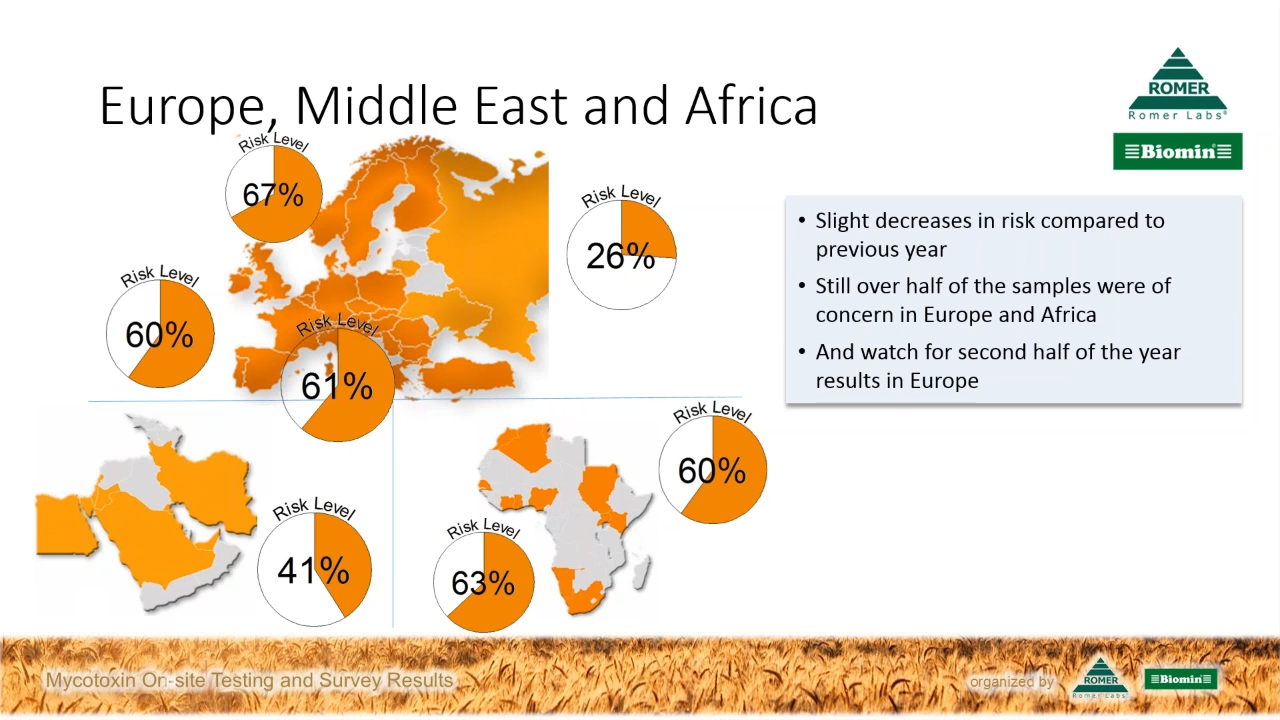 Europe, Middle East and Africa
ROMER
Romer Labs®
Biomin®
Risk Level
67%
Risk Level
26%
Risk Level
60%
Risk Level
61%
• Slight decreases in risk compared to
previous year
• Still over half of the samples were of
concern in Europe and Africa
• And watch for second half of the year
results in Europe
Risk Level
60%
Risk Level
41%
Risk Level
63%
Mycotoxin On-site Testing and Survey Results
organized by
ROMER
Romer Labs®
Biomin®